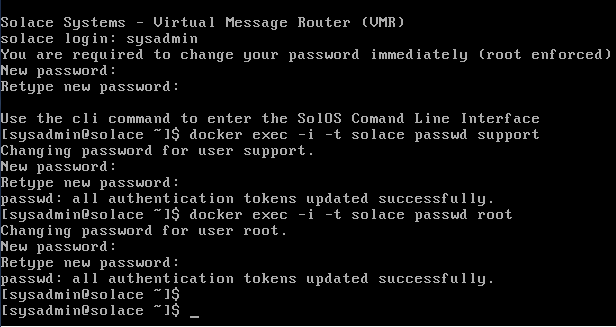 Solace Systems - Virtual Message Router (VMR)
solace login: sysadmin
You are required to change your password immediately (root enforced)
New password:
Retype new password:
Use the cli command to enter the SolOS Comand Line Interface
[sysadmin@solace ~]$ docker exec -i -t solace passwd support
Changing password for user support.
New password:
Retype new password:
passwd: all authentication tokens updated successfully.
[sysadmin@solace ~]$ docker exec -i -t solace passwd root
Changing password for user root.
New password:
Retype new password:
passwd: all authentication tokens updated successfully.
[sysadmin@solace ~]$
[sysadmin@solace ~]$ _